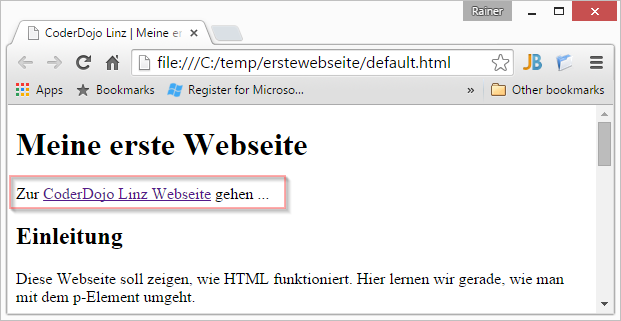 Rainer
CoderDojo Linz | Meine er
file:///C:/temp/erstewebseite/default.html
JB
Apps Bookmarks Register for Microso... » Other bookmarks
Meine erste Webseite
Zur CoderDojo Linz Webseite gehen ...
Einleitung
Diese Webseite soll zeigen, wie HTML funktioniert. Hier lernen wir gerade, wie man
mit dem p-Element umgeht.